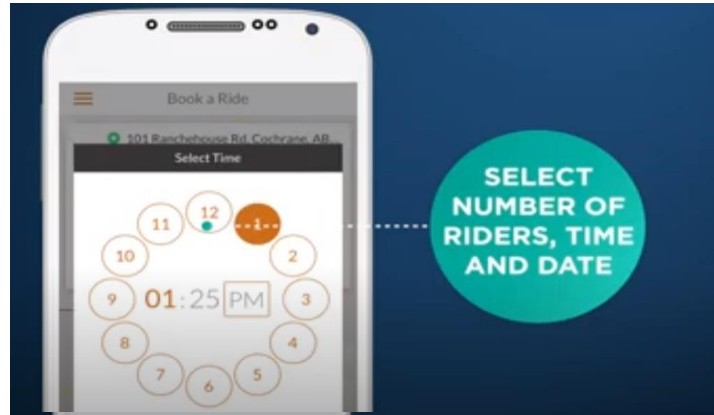 Book a Ride
101 Ranchehouse Rd, Cochrane, AB
Select Time
12
1
11
2
10
3
9
01:25 PM
4
8
5
7
6
SELECT
NUMBER OF
RIDERS, TIME
AND DATE